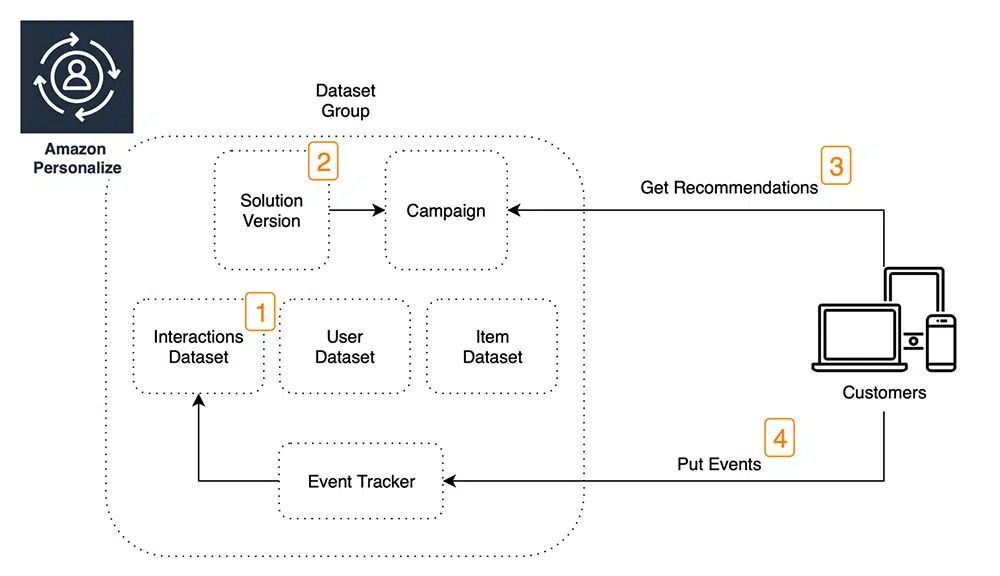 Dataset
Group
Amazon
Personalize
2
Solution
Version
Campaign
3
Get Recommendations
1
Interactions
Dataset
User
Dataset
Item
Dataset
Customers
4
Put Events
Event Tracker